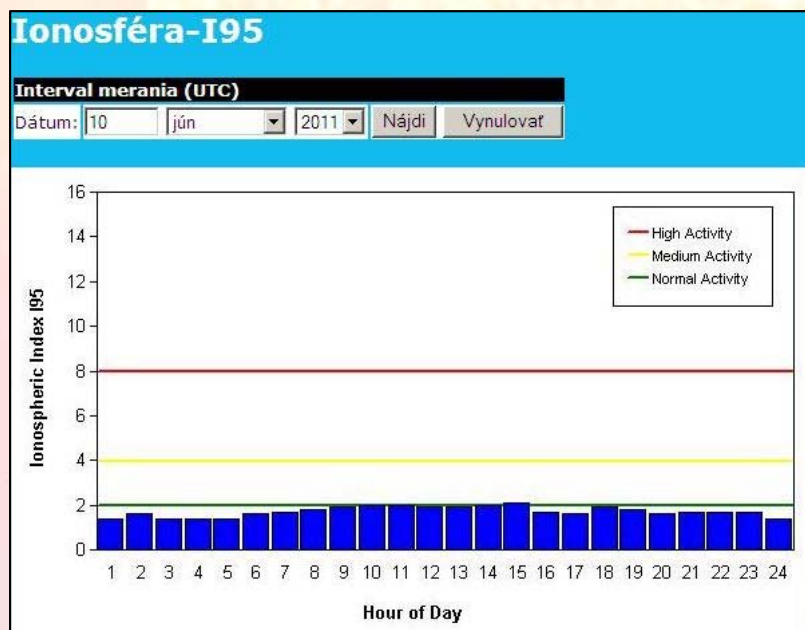 Ionosféra-I95
Interval merania (UTC)
Dátum: 10 jún 2011 Nájdi Vynulovať
16
14
12
10
8
6
4
2
0
Ionospheric Index I95
High Activity
Medium Activity
Normal Activity
1 2 3 4 5 6 7 8 9 10 11 12 13 14 15 16 17 18 19 20 21 22 23 24
Hour of Day